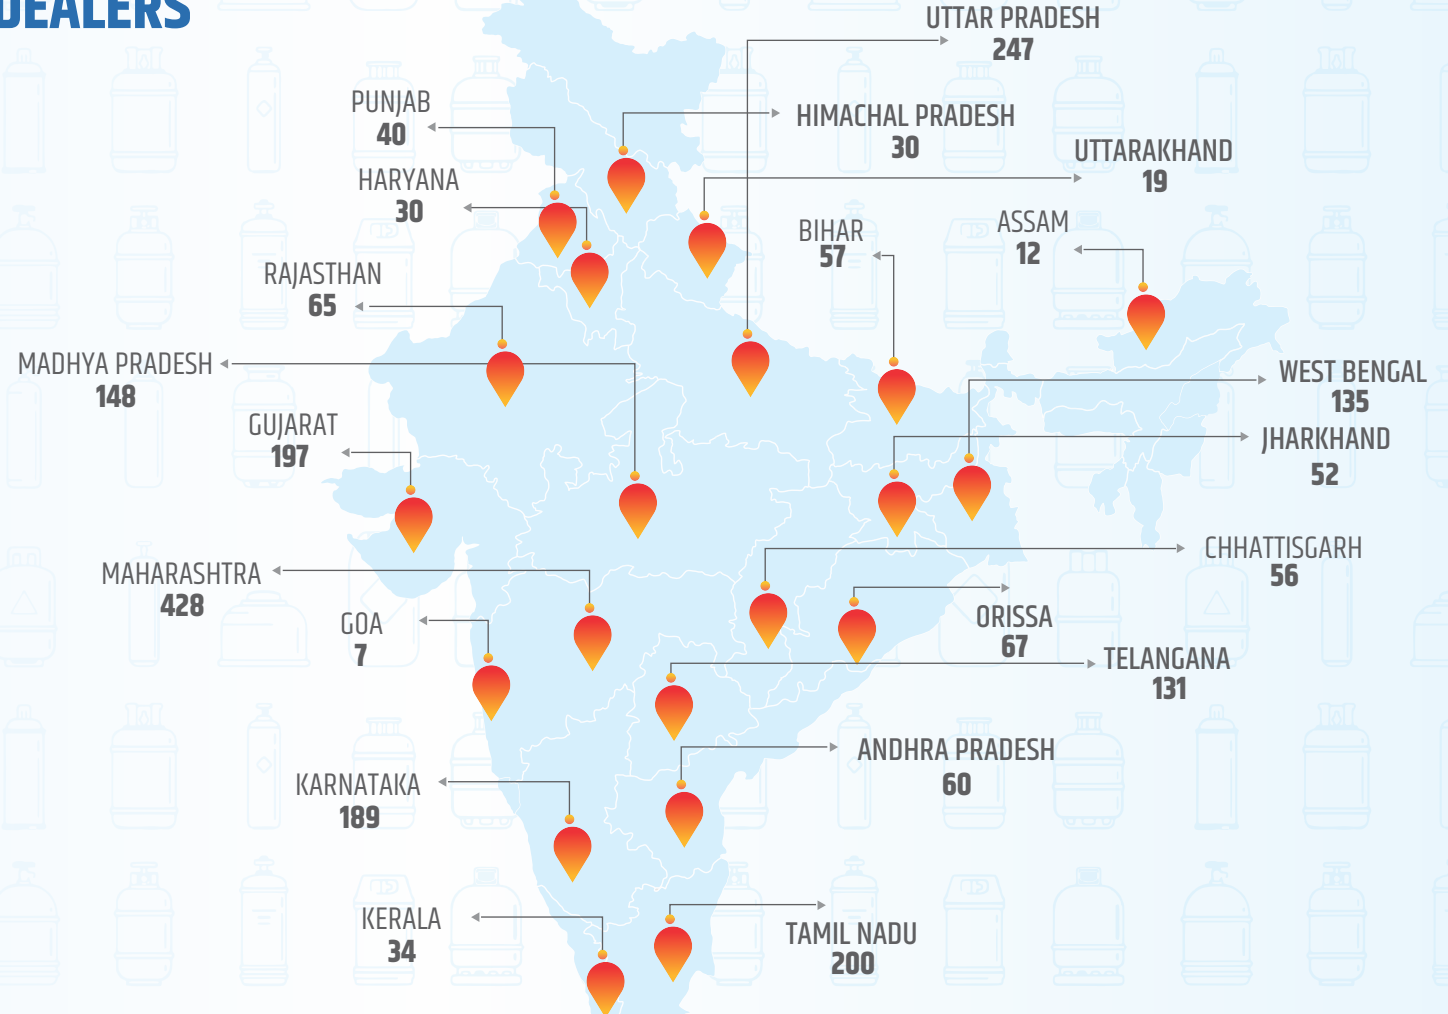 DEALERS
UTTAR PRADESH
247
PUNJAB
40
HIMACHAL PRADESH
30
UTTARAKHAND
19
HARYANA
30
BIHAR
57
ASSAM
12
RAJASTHAN
65
MADHYA PRADESH
148
WEST BENGAL
135
GUJARAT
197
JHARKHAND
52
CHHATTISGARH
56
MAHARASHTRA
428
GOA
7
ORISSA
67
TELANGANA
131
ANDHRA PRADESH
60
KARNATAKA
189
KERALA
34
TAMIL NADU
200